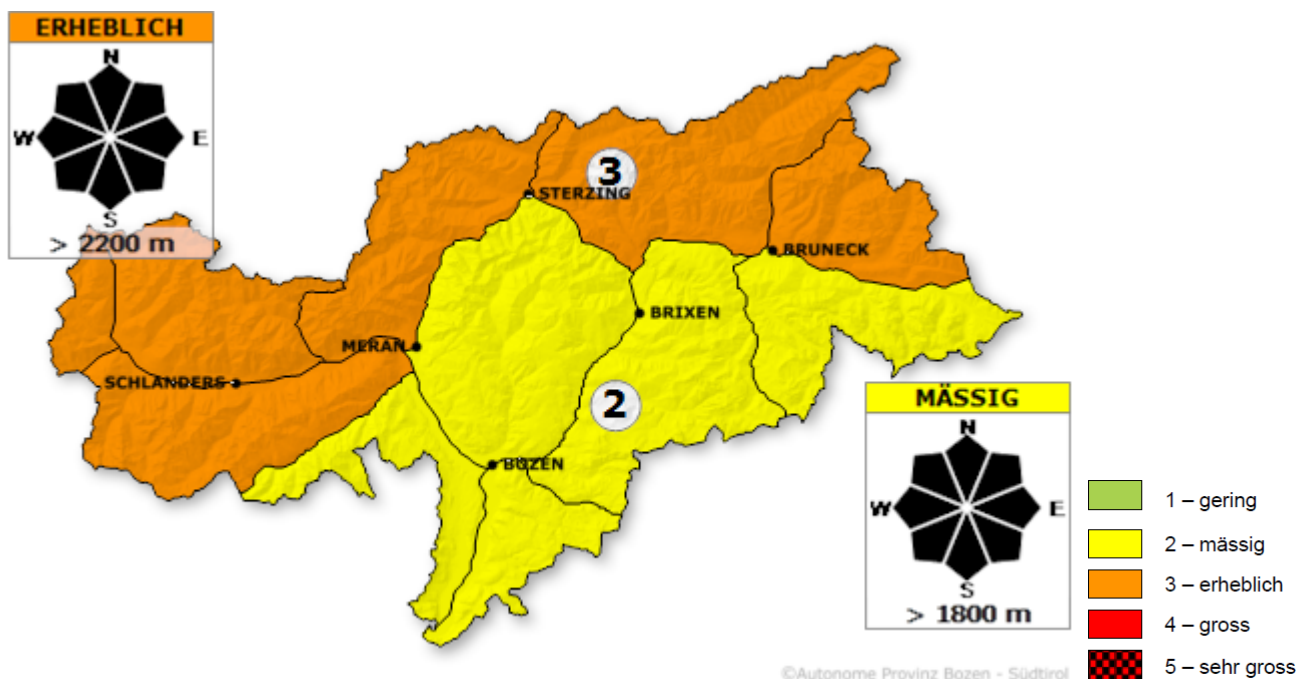 ERHEBLICH
N
W E
S
> 2200 m
3
STERZING
BRUNECK
BRIXEN
MERAN
SCHLANDERS
2
BOZEN
MÄSSIG
N
W E
S
> 1800 m
1 – gering
2 – mässig
3 – erheblich
4 – gross
5 – sehr gross
©Autonome Provinz Bozen - Südtirol